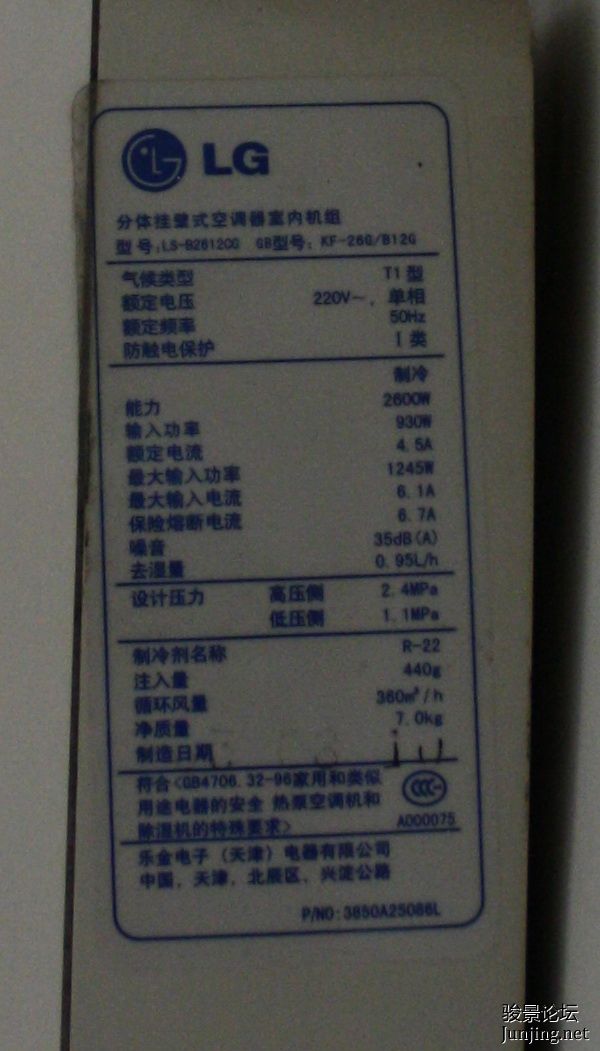 LG
分体挂壁式空调器室内机组
型号:LS-B2612CG GB型号: KF-26G/B12G
气候类型 T1型
额定电压 220V~, 单相
额定频率 50Hz
防触电保护 I类
制冷
能力 2600W
输入功率 930W
额定电流 4.5A
最大输入功率 1245W
最大输入电流 6.1A
保险熔断电流 6.7A
噪音 35dB(A)
去湿量 0.95L/h
设计压力 高压侧 2.4MPa
低压侧 1.1MPa
制冷剂名称 R-22
注入量 440g
循环风量 360m³/h
净质量 7.0kg
制造日期
符合<GB4706.32-96家用和类似
用途电器的安全 热泵空调机和
除湿机的特殊要求>
CCC
A000075
乐金电子(天津)电器有限公司
中国, 天津, 北辰区, 兴淀公路
P/NO:3850A25086L
骏景论坛
Junjing.net